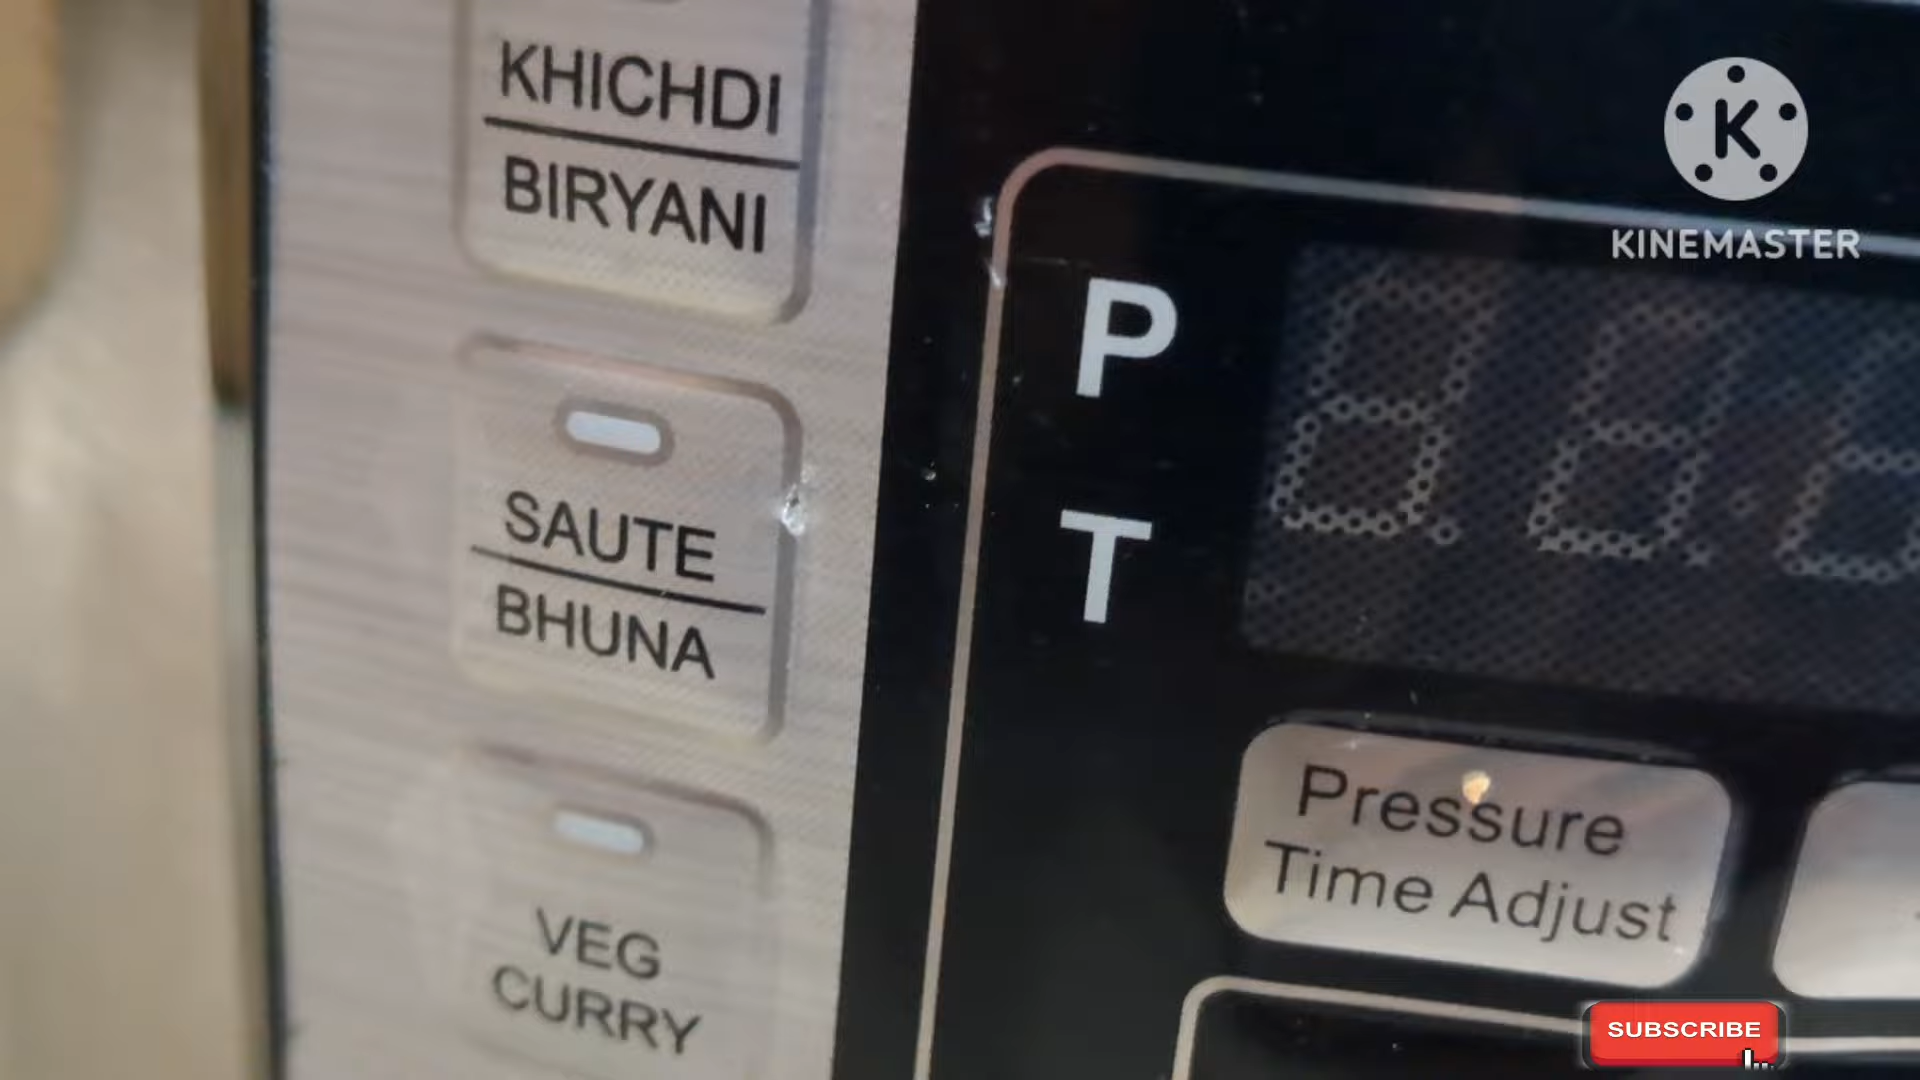 KHICHDI
BIRYANI
SAUTE
BHUNA
VEG
CURRY
P
T
Pressure
Time Adjust
K
KINEMASTER
SUBSCRIBE